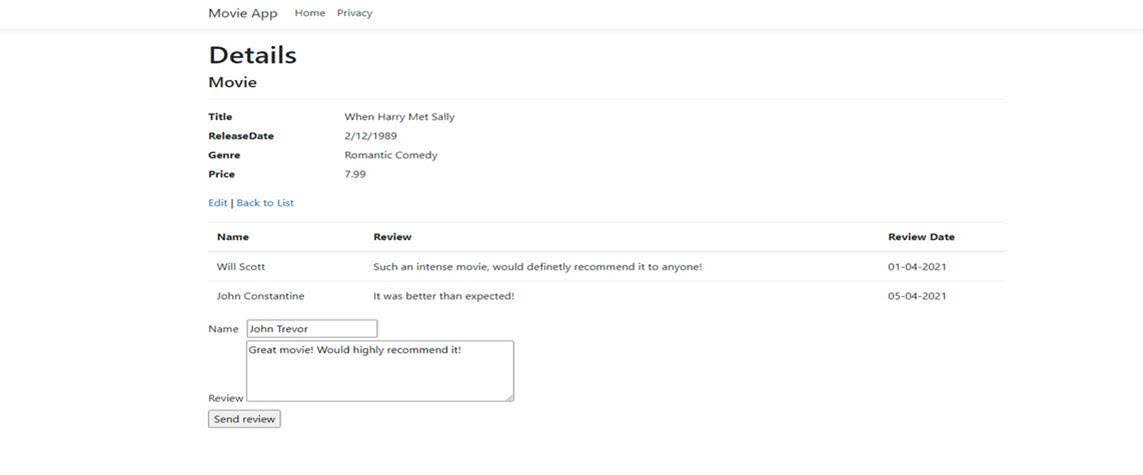 Movie App Home Privacy
Details
Movie
Title When Harry Met Sally
ReleaseDate 2/12/1989
Genre Romantic Comedy
Price 7.99
Edit | Back to List
Name Review Review Date
Will Scott Such an intense movie, would definetly recommend it to anyone! 01-04-2021
John Constantine It was better than expected! 05-04-2021
Name John Trevor
Great movie! Would highly recommend it!
Review
Send review